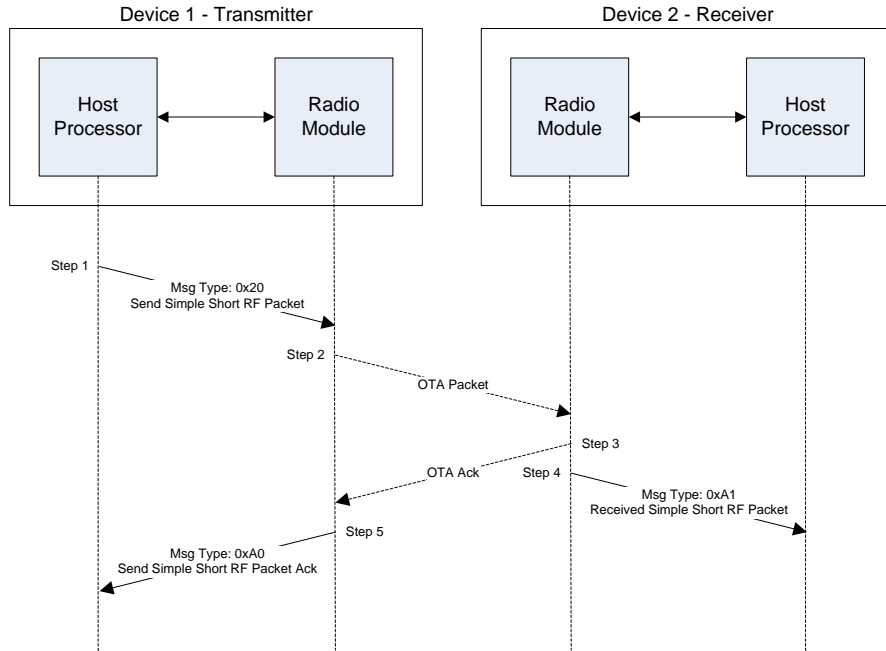 Device 1 - Transmitter
Device 2 - Receiver
Host
Processor
Radio
Module
Radio
Module
Host
Processor
Step 1
Msg Type: 0x20
Send Simple Short RF Packet
Step 2
OTA Packet
Step 3
OTA Ack
Step 4
Msg Type: 0xA1
Received Simple Short RF Packet
Step 5
Msg Type: 0xA0
Send Simple Short RF Packet Ack